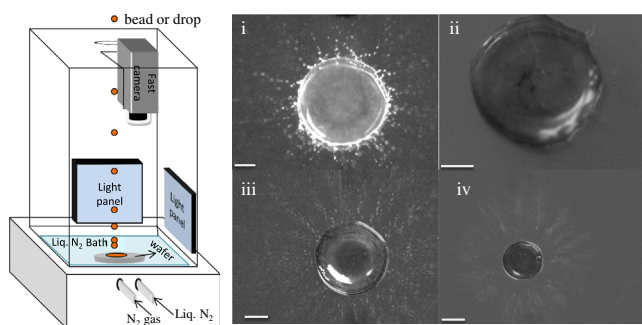 bead or drop
Fast
camera
Light
panel
Light
panel
Liq. N₂ Bath
wafer
N₂ gas
Liq. N₂
i
ii
iii
iv